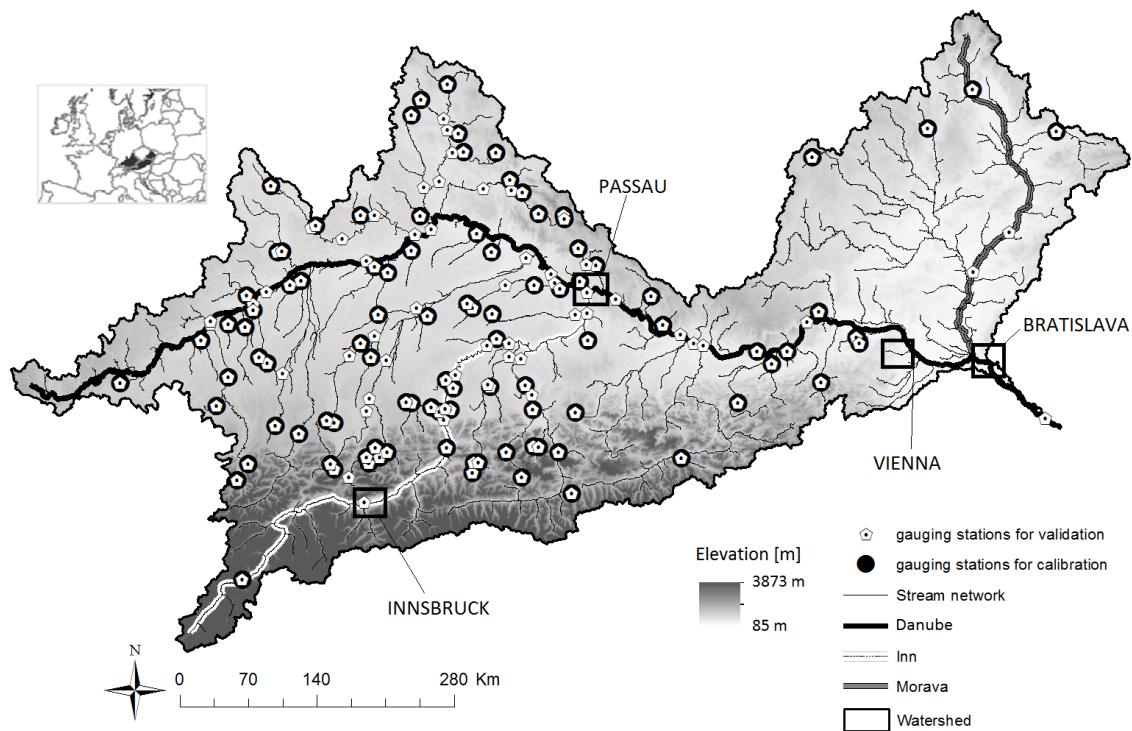 PASSAU
BRATISLAVA
VIENNA
INNSBRUCK
Elevation [m]
3873 m
85 m
gauging stations for validation
gauging stations for calibration
Stream network
Danube
Inn
Morava
Watershed
N
0 70 140 280 Km